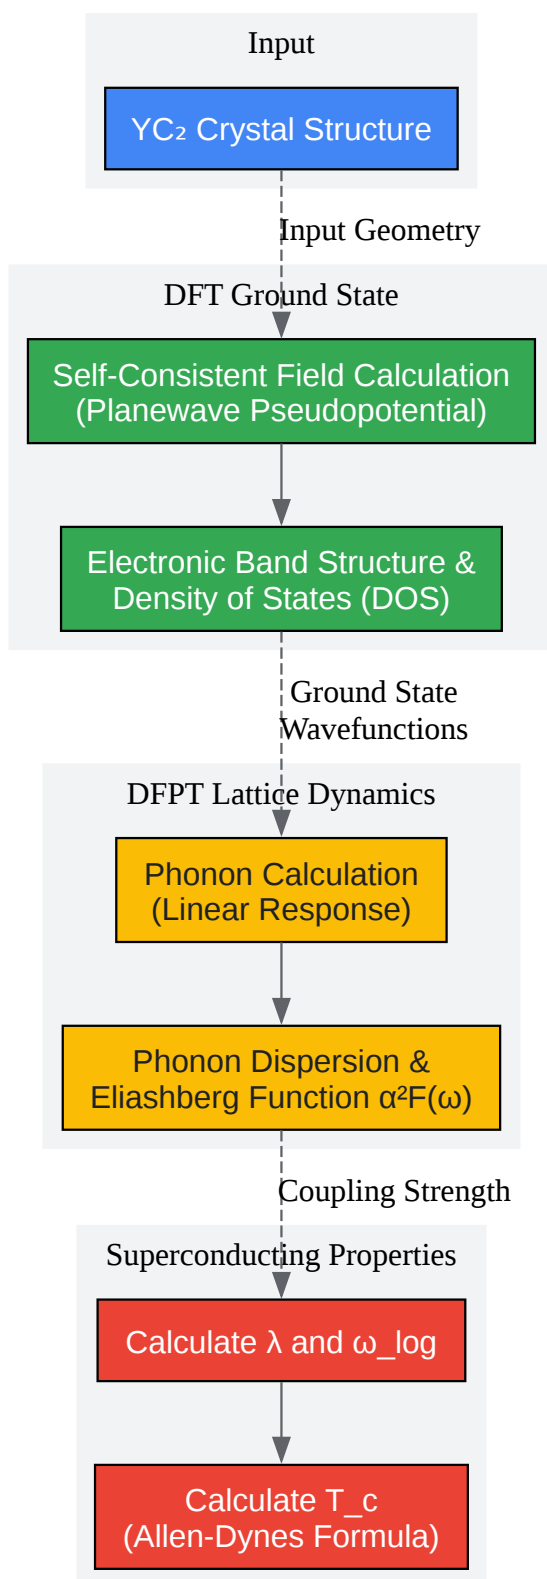 Input
YC₂ Crystal Structure
Input Geometry
DFT Ground State
Self-Consistent Field Calculation
(Planewave Pseudopotential)
Electronic Band Structure &
Density of States (DOS)
Ground State
Wavefunctions
DFPT Lattice Dynamics
Phonon Calculation
(Linear Response)
Phonon Dispersion &
Eliashberg Function α²F(ω)
Coupling Strength
Superconducting Properties
Calculate λ and ω_log
Calculate T_c
(Allen-Dynes Formula)